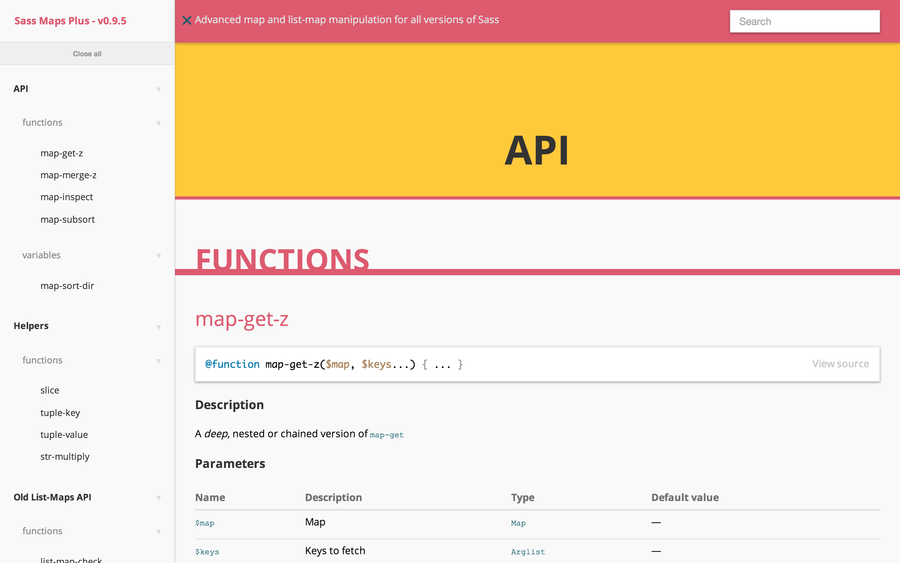 Sass Maps Plus - v0.9.5
Close all
API
functions
map-get-z
map-merge-z
map-inspect
map-subsort
variables
map-sort-dir
Helpers
functions
slice
tuple-key
tuple-value
str-multiply
Old List-Maps API
functions
list-map-check
Advanced map and list-map manipulation for all versions of Sass
Search
API
FUNCTIONS
map-get-z
@function map-get-z($map, $keys...) { ... }
View source
Description
A deep, nested or chained version of map-get
Parameters
Name Description Type Default value
$map Map Map —
$keys Keys to fetch Arglist —